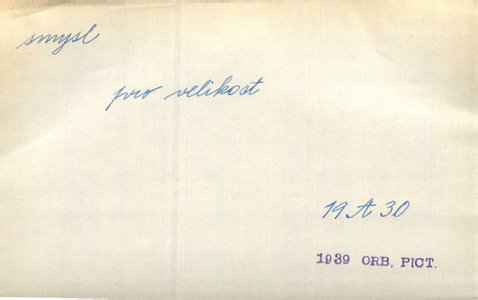 smysl
pro velikost
19 A 30
1939 ORB, PICT.